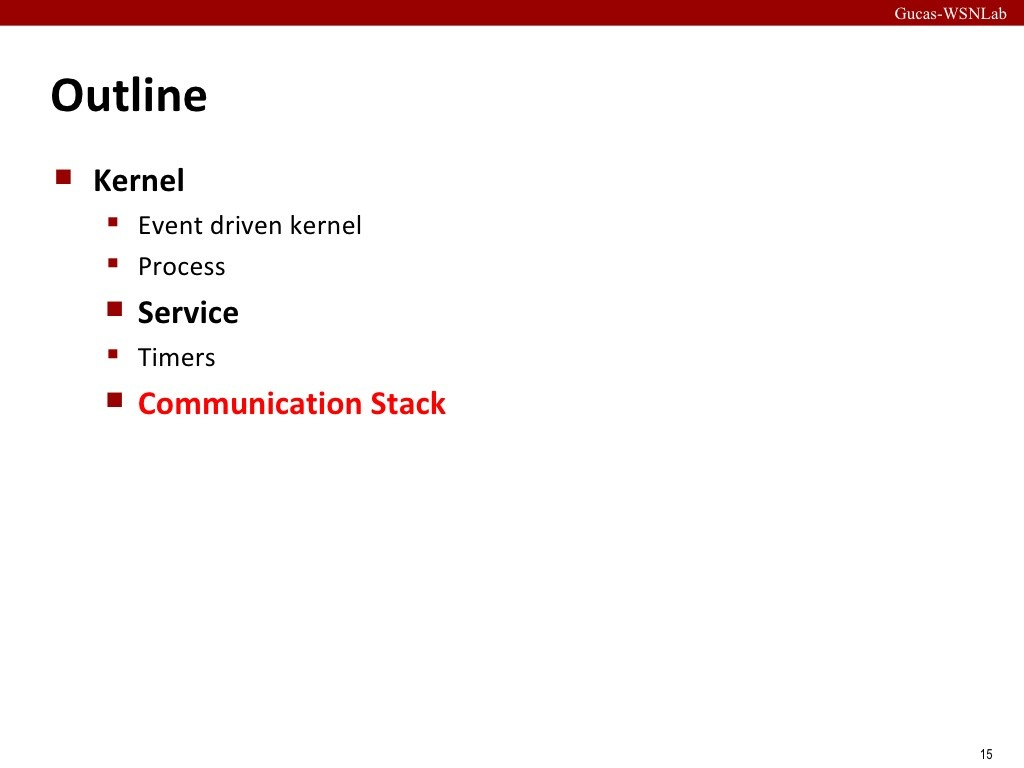 Gucas-WSNLab
Outline
Kernel
Event driven kernel
Process
Service
Timers
Communication Stack
15